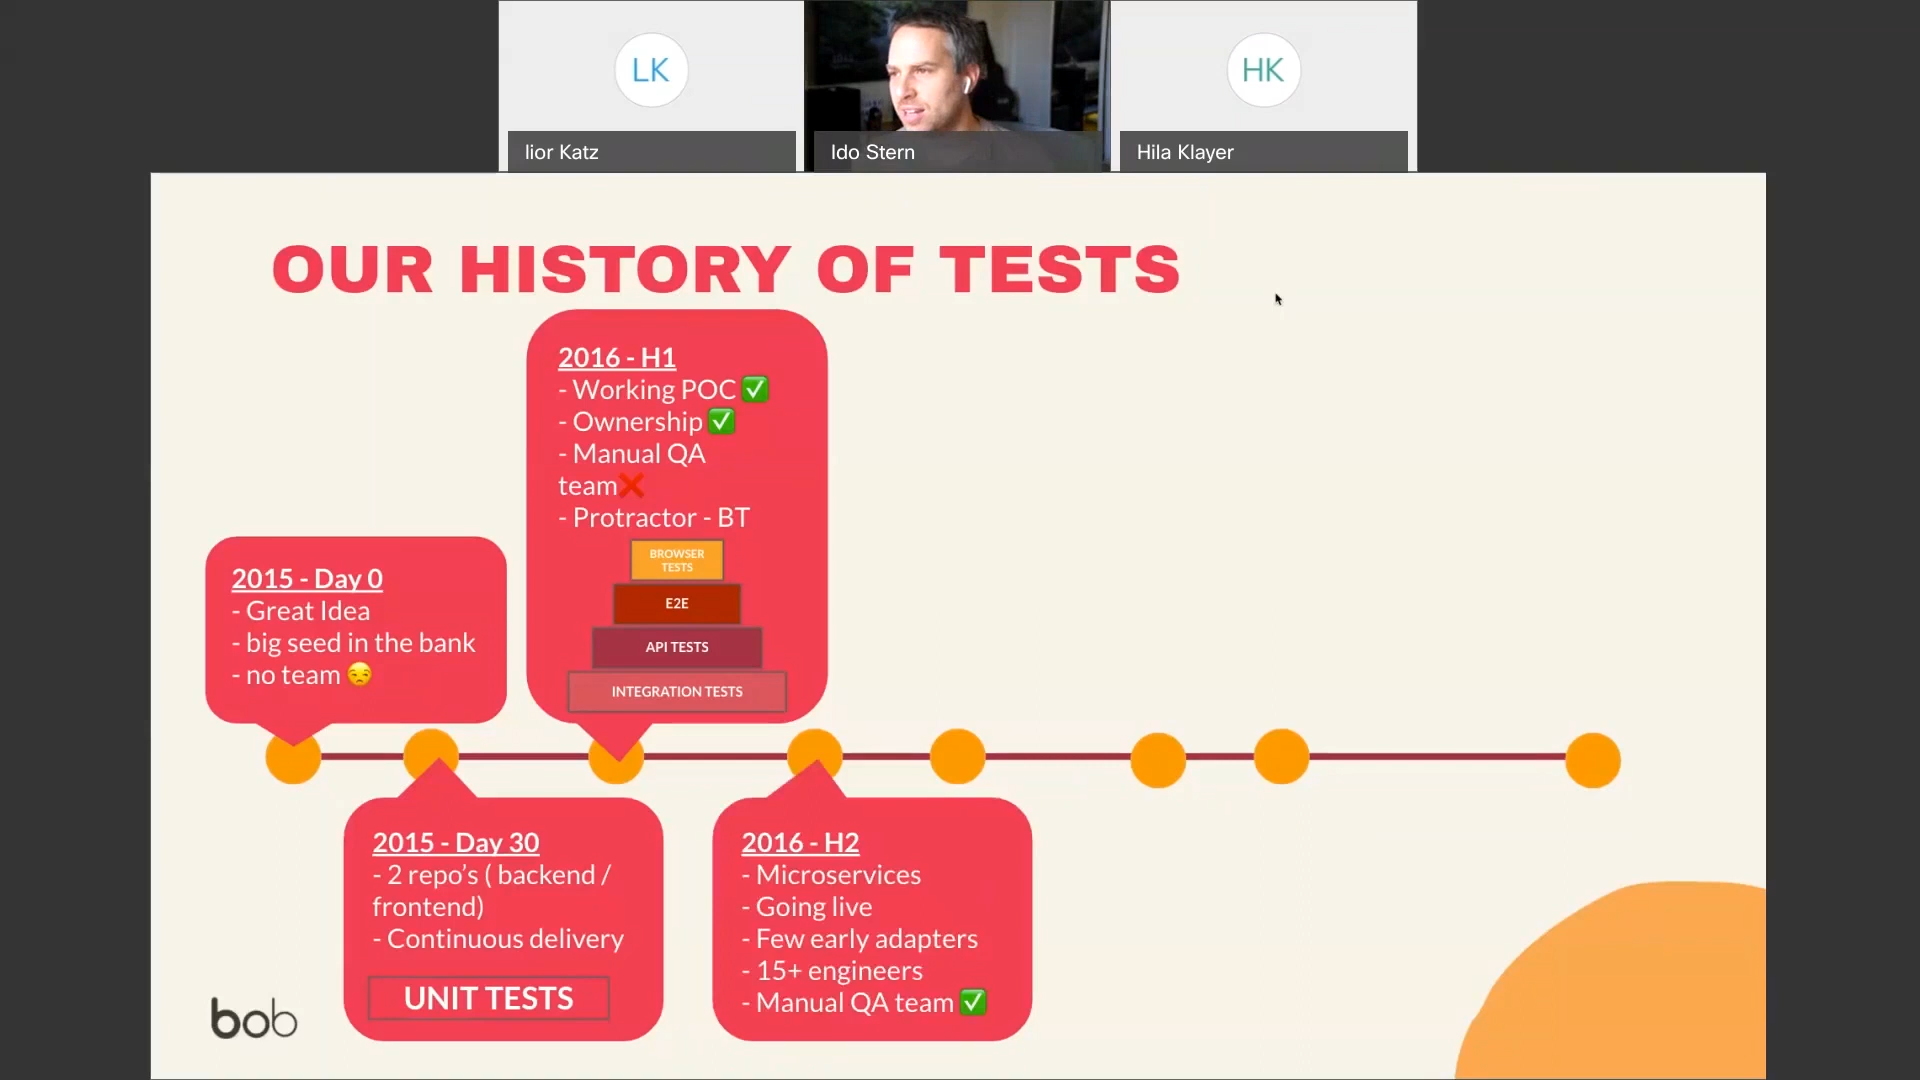 LK
HK
lior Katz
Ido Stern
Hila Klayer
OUR HISTORY OF TESTS
2016 - H1
- Working POC ✅
- Ownership ✅
- Manual QA
team❌
- Protractor - BT
BROWSER
TESTS
E2E
API TESTS
INTEGRATION TESTS
2015 - Day 0
- Great Idea
- big seed in the bank
- no team 😒
2015 - Day 30
- 2 repo's ( backend /
frontend)
- Continuous delivery
UNIT TESTS
2016 - H2
- Microservices
- Going live
- Few early adapters
- 15+ engineers
- Manual QA team ✅
bob